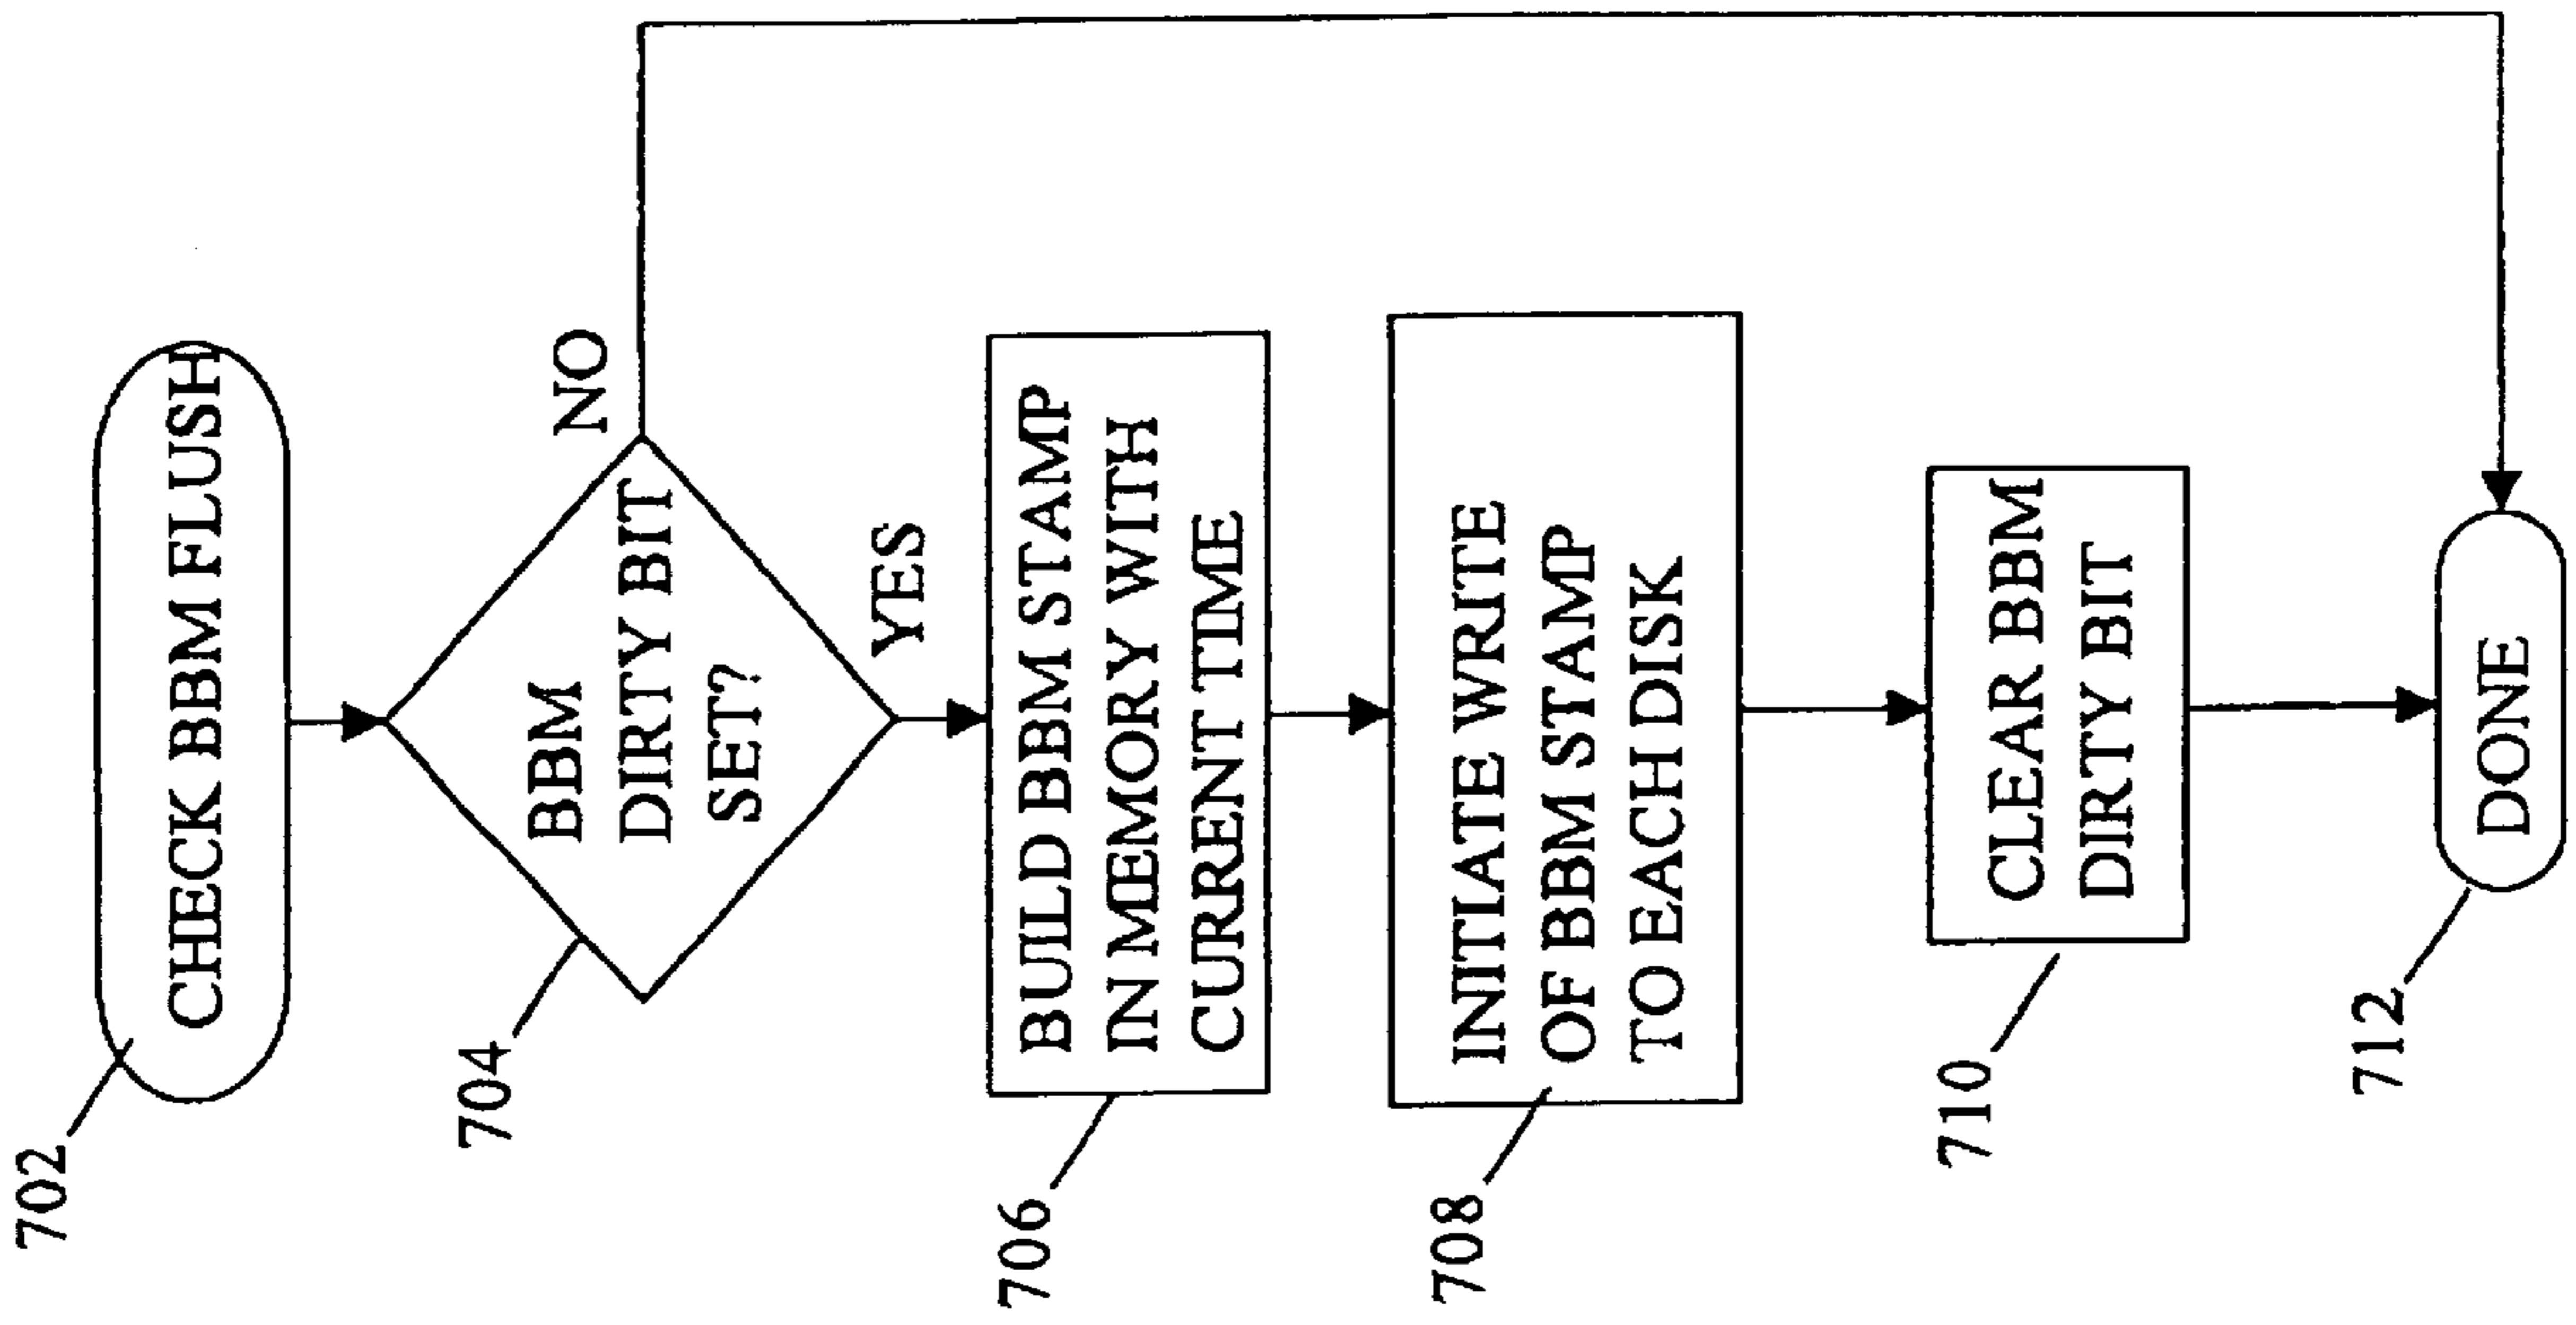 702
CHECK BBM FLUSH
704
BBM
DIRTY BIT
SET?
NO
YES
706
BUILD BBM STAMP
IN MEMORY WITH
CURRENT TIME
708
INITIATE WRITE
OF BBM STAMP
TO EACH DISK
710
CLEAR BBM
DIRTY BIT
712
DONE